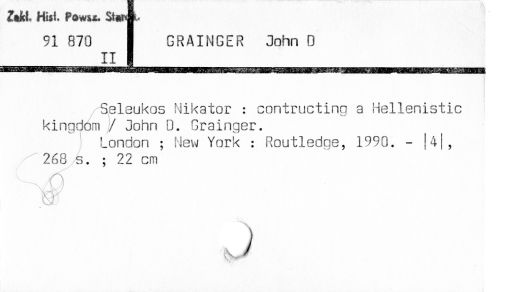 Zakł. Hist. Powsz. Staroż.
91 870
II
GRAINGER John D
Seleukos Nikator : contructing a Hellenistic
kingdom / John D. Grainger.
London ; New York : Routledge, 1990. - |4|,
268 s. ; 22 cm